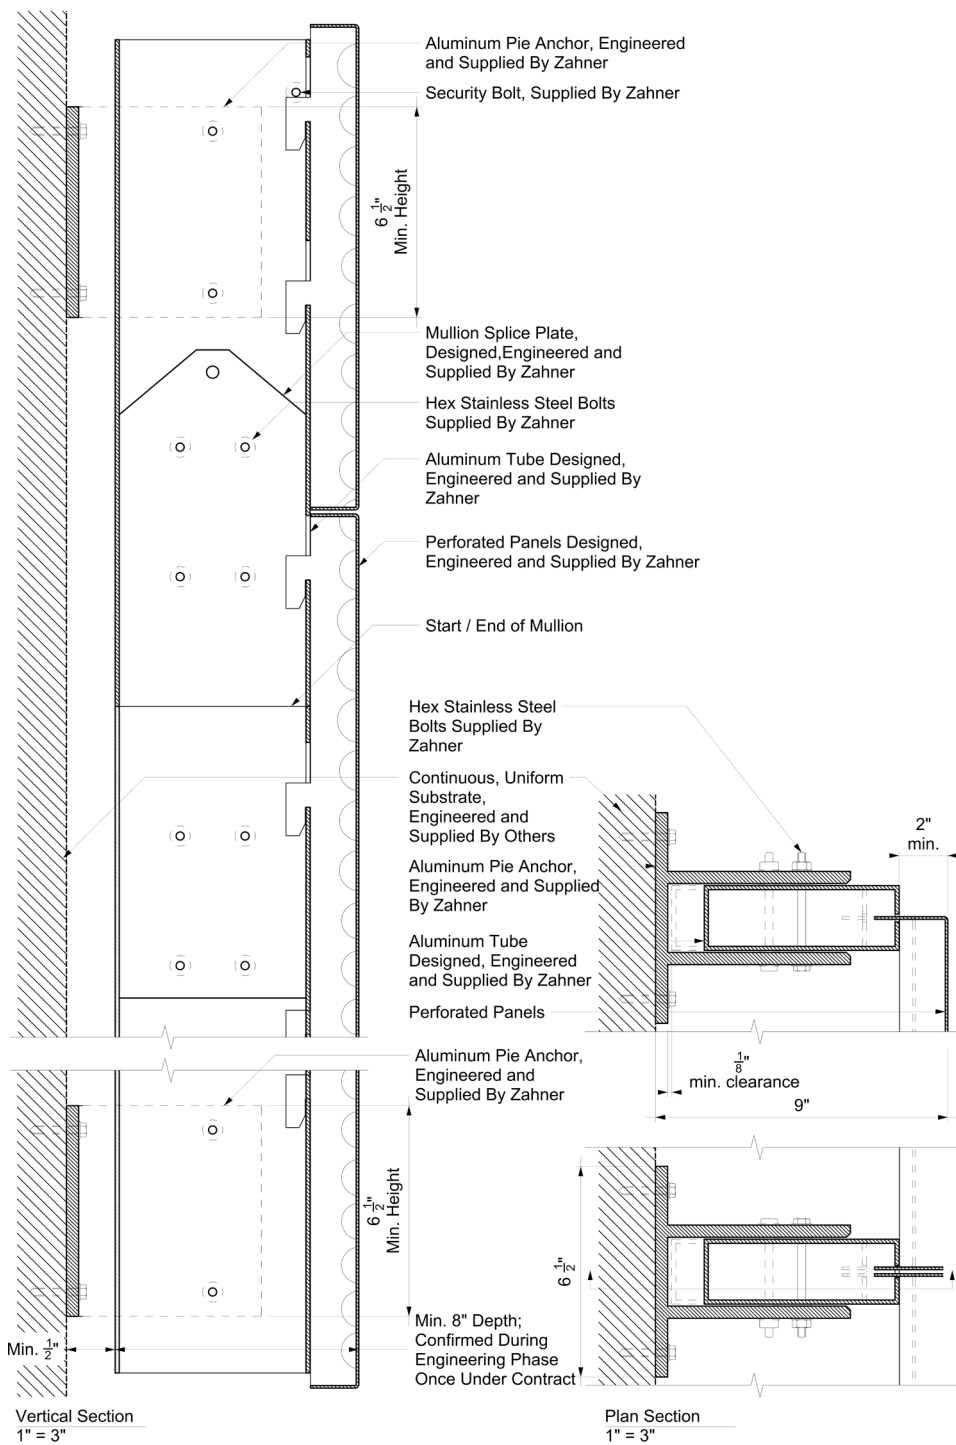 Aluminum Pie Anchor, Engineered
and Supplied By Zahner
Security Bolt, Supplied By Zahner
6 1/2"
Min. Height
Mullion Splice Plate,
Designed,Engineered and
Supplied By Zahner
Hex Stainless Steel Bolts
Supplied By Zahner
Aluminum Tube Designed,
Engineered and Supplied By
Zahner
Perforated Panels Designed,
Engineered and Supplied By Zahner
Start / End of Mullion
Hex Stainless Steel
Bolts Supplied By
Zahner
Continuous, Uniform
Substrate,
Engineered and
Supplied By Others
Aluminum Pie Anchor,
Engineered and Supplied
By Zahner
Aluminum Tube
Designed, Engineered
and Supplied By Zahner
Perforated Panels
2"
min.
1/8"
min. clearance
9"
Aluminum Pie Anchor,
Engineered and
Supplied By Zahner
6 1/2"
Min. Height
6 1/2"
Min. 8" Depth;
Confirmed During
Engineering Phase
Once Under Contract
Min. 1/2"
Vertical Section
1" = 3"
Plan Section
1" = 3"